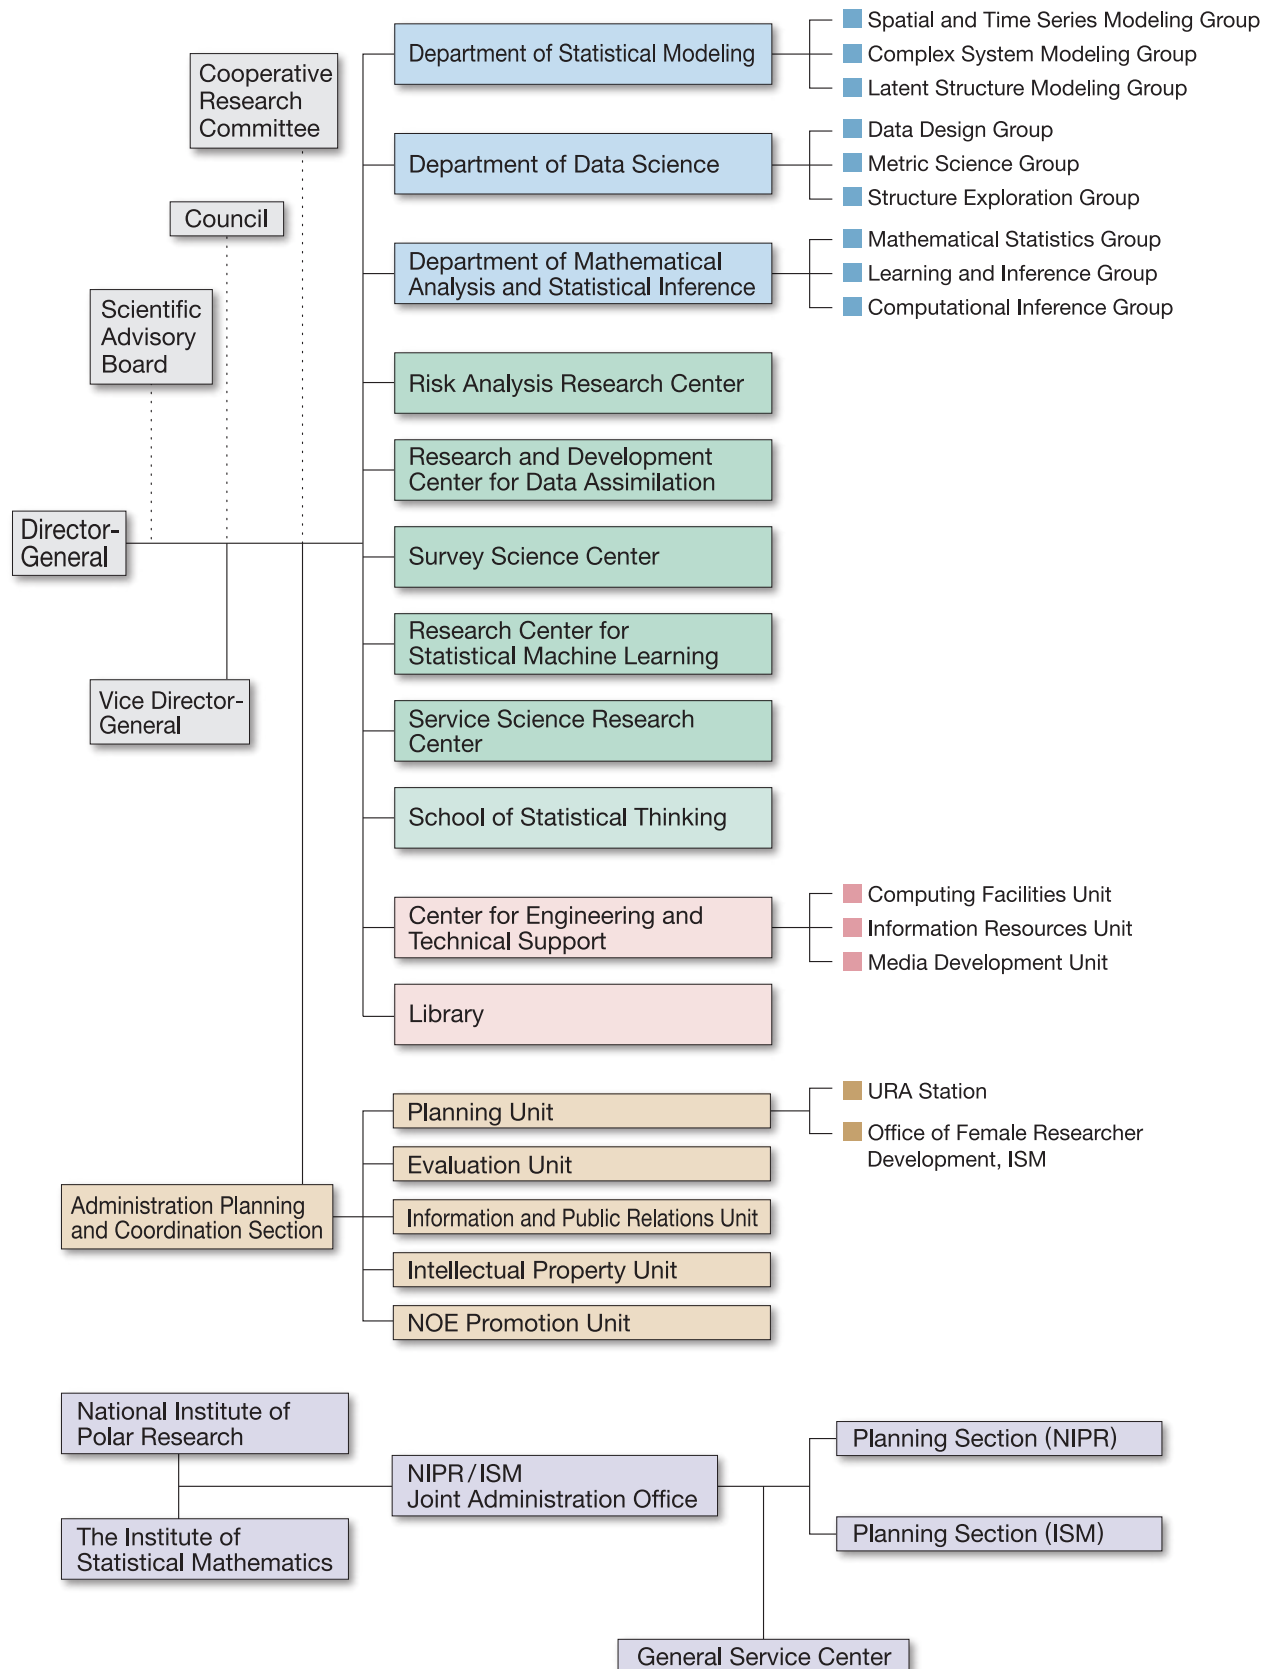 Cooperative
Research
Committee
Council
Scientific
Advisory
Board
Director-
General
Vice Director-
General
Department of Statistical Modeling
Spatial and Time Series Modeling Group
Complex System Modeling Group
Latent Structure Modeling Group
Department of Data Science
Data Design Group
Metric Science Group
Structure Exploration Group
Department of Mathematical
Analysis and Statistical Inference
Mathematical Statistics Group
Learning and Inference Group
Computational Inference Group
Risk Analysis Research Center
Research and Development
Center for Data Assimilation
Survey Science Center
Research Center for
Statistical Machine Learning
Service Science Research
Center
School of Statistical Thinking
Center for Engineering and
Technical Support
Computing Facilities Unit
Information Resources Unit
Media Development Unit
Library
Administration Planning
and Coordination Section
Planning Unit
URA Station
Office of Female Researcher
Development, ISM
Evaluation Unit
Information and Public Relations Unit
Intellectual Property Unit
NOE Promotion Unit
National Institute of
Polar Research
The Institute of
Statistical Mathematics
NIPR/ISM
Joint Administration Office
Planning Section (NIPR)
Planning Section (ISM)
General Service Center